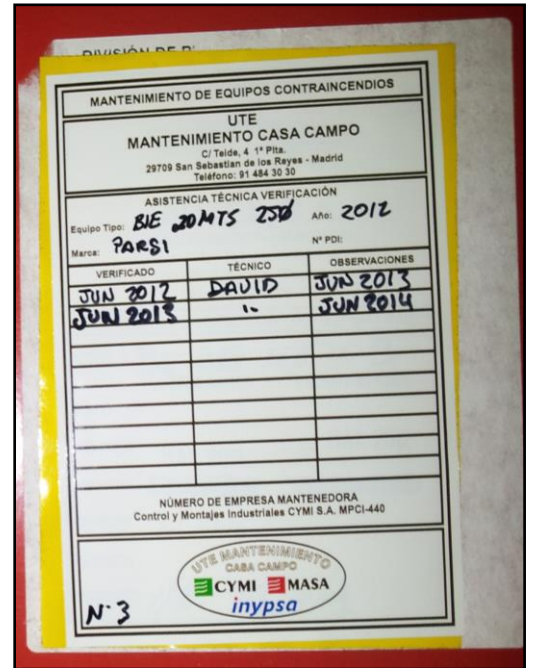 DIVISIÓN DE
MANTENIMIENTO DE EQUIPOS CONTRAINCENDIOS
UTE
MANTENIMIENTO CASA CAMPO
C/ Teide, 4 1ª Plta.
29709 San Sebastian de los Reyes - Madrid
Teléfono: 91 484 30 30
ASISTENCIA TÉCNICA VERIFICACIÓN
Equipo Tipo: BIE 20MTS 25Ø Año: 2012
Marca: PARSI Nº PDI:
VERIFICADO TÉCNICO OBSERVACIONES
JUN 2012 DAVID JUN 2013
JUN 2013 1. JUN 2014
NÚMERO DE EMPRESA MANTENEDORA
Control y Montajes Industriales CYMI S.A. MPCI-440
UTE MANTENIMIENTO
CASA CAMPO
CYMI MASA
inypsa
Nº 3